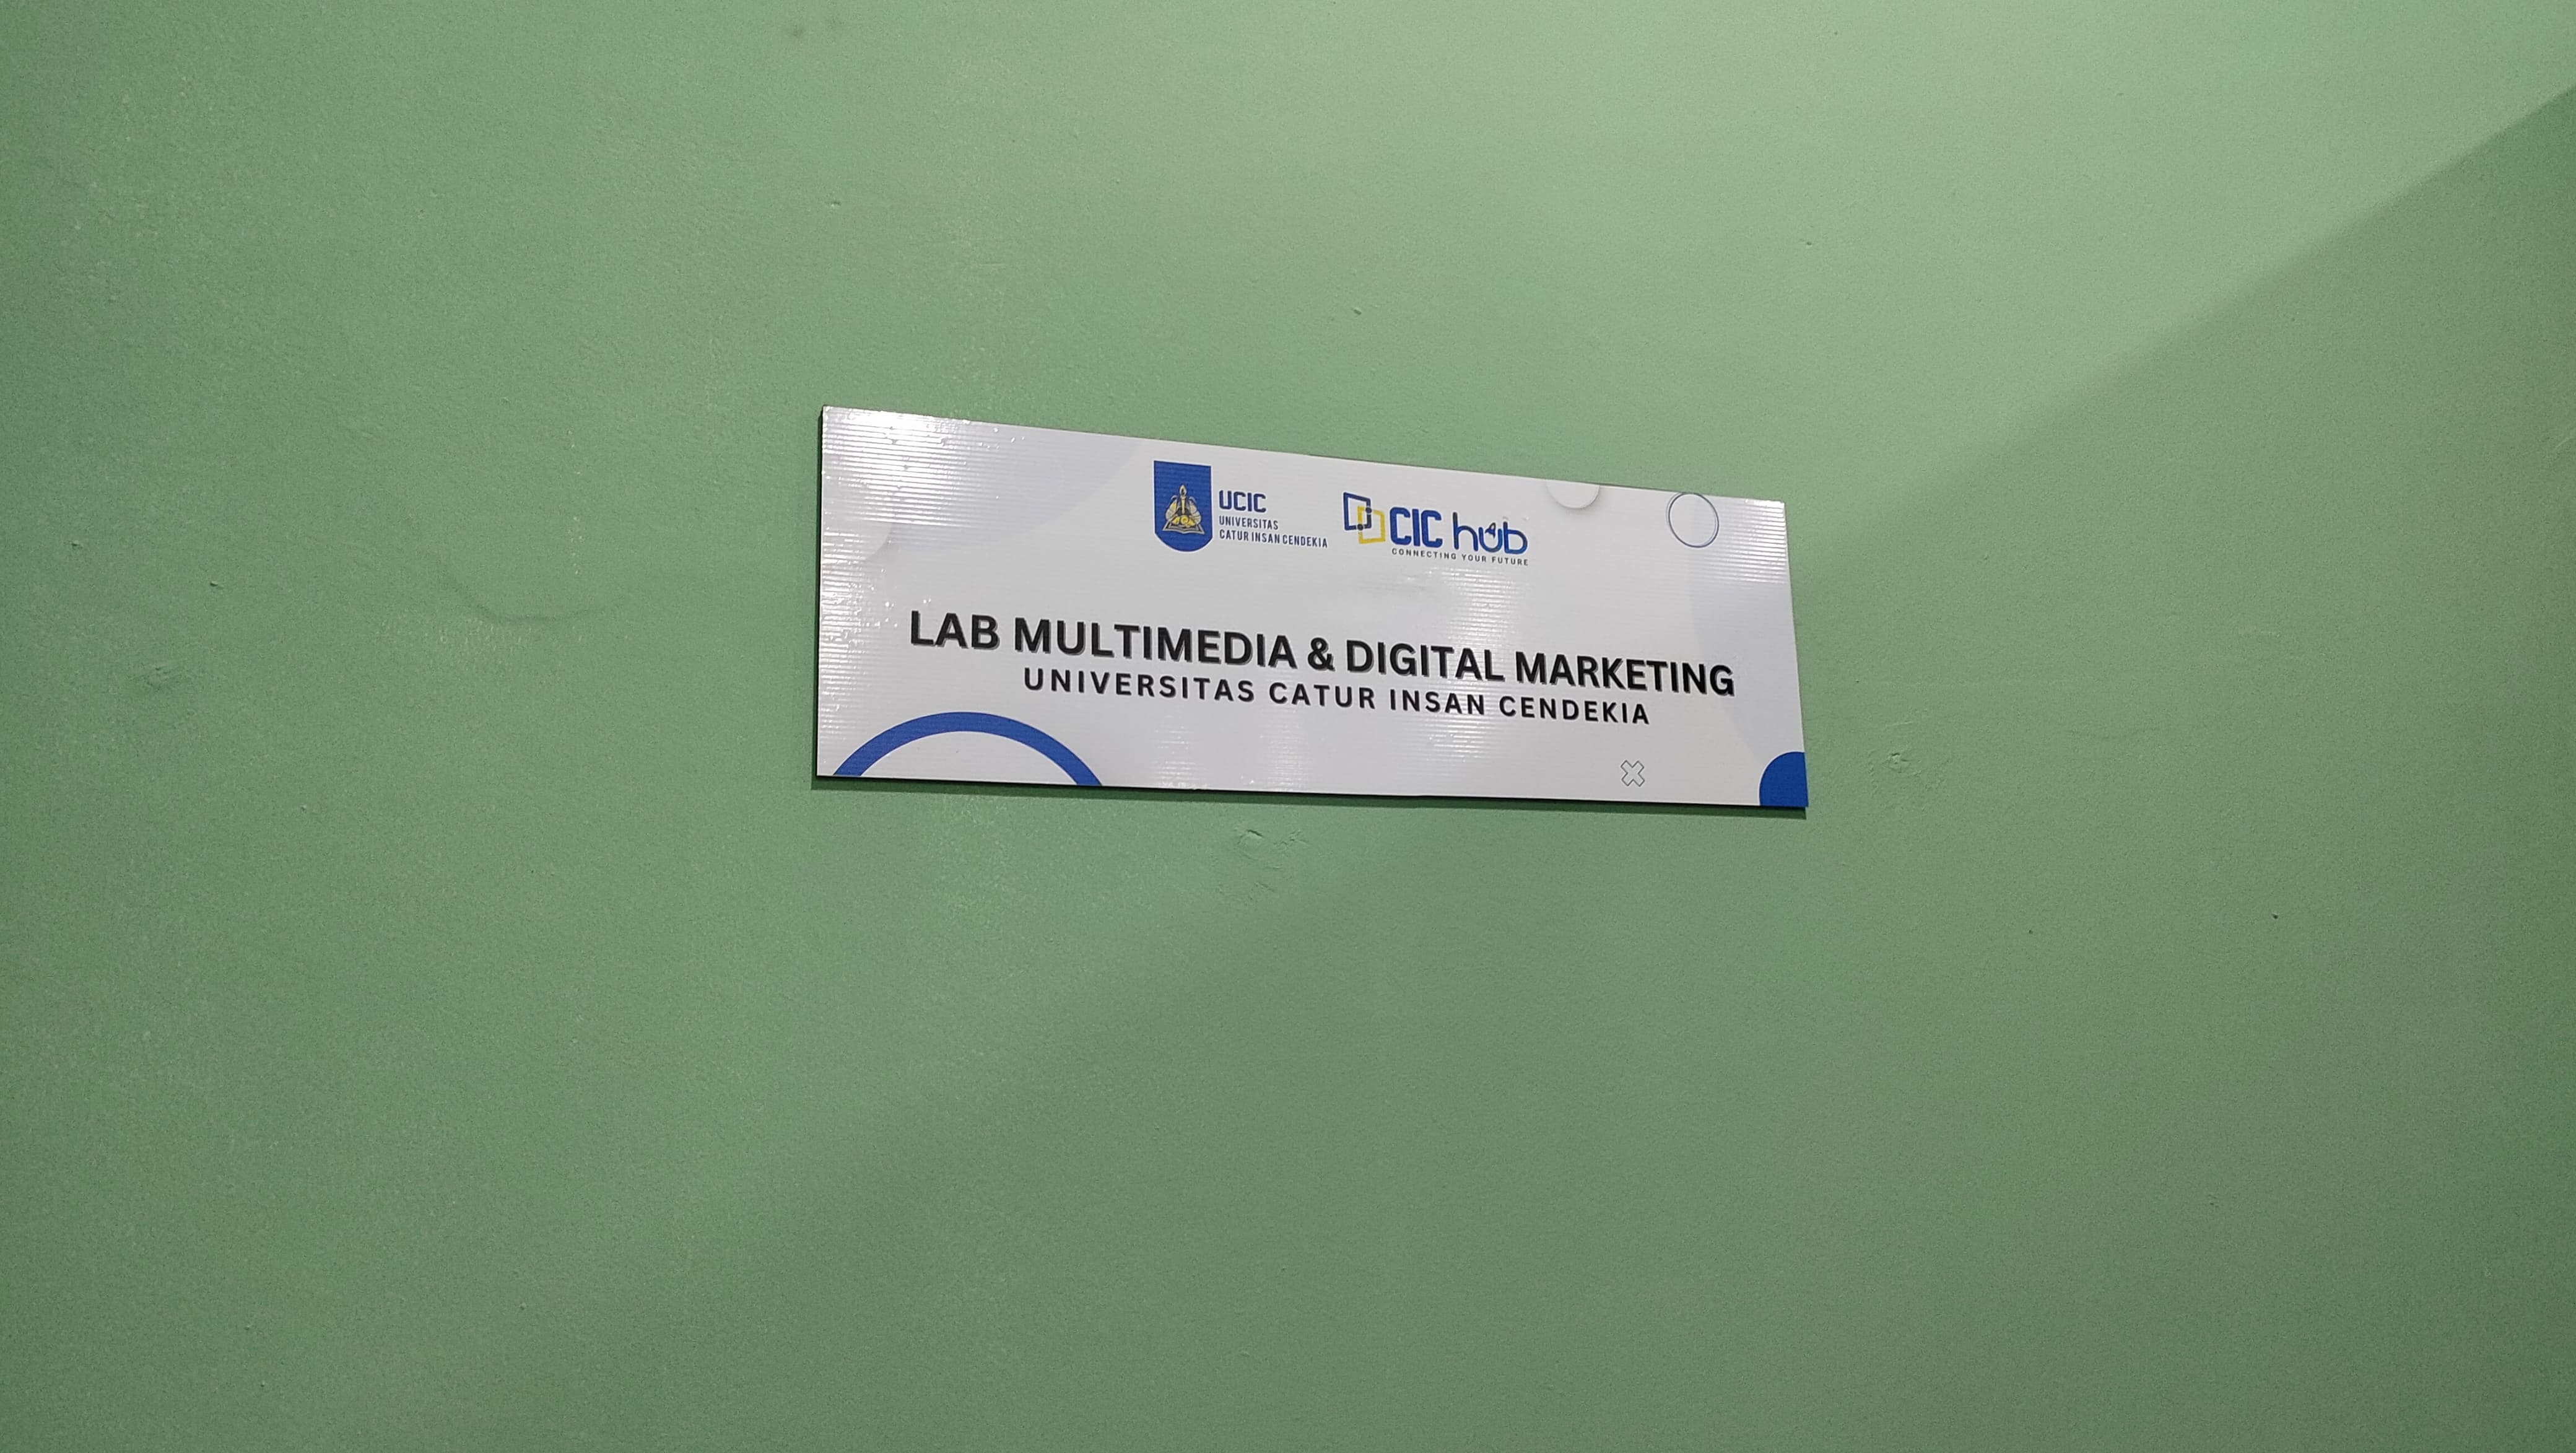 UCIC
UNIVERSITAS
CATUR INSAN CENDEKIA
CIC hub
CONNECTING YOUR FUTURE
LAB MULTIMEDIA & DIGITAL MARKETING
UNIVERSITAS CATUR INSAN CENDEKIA